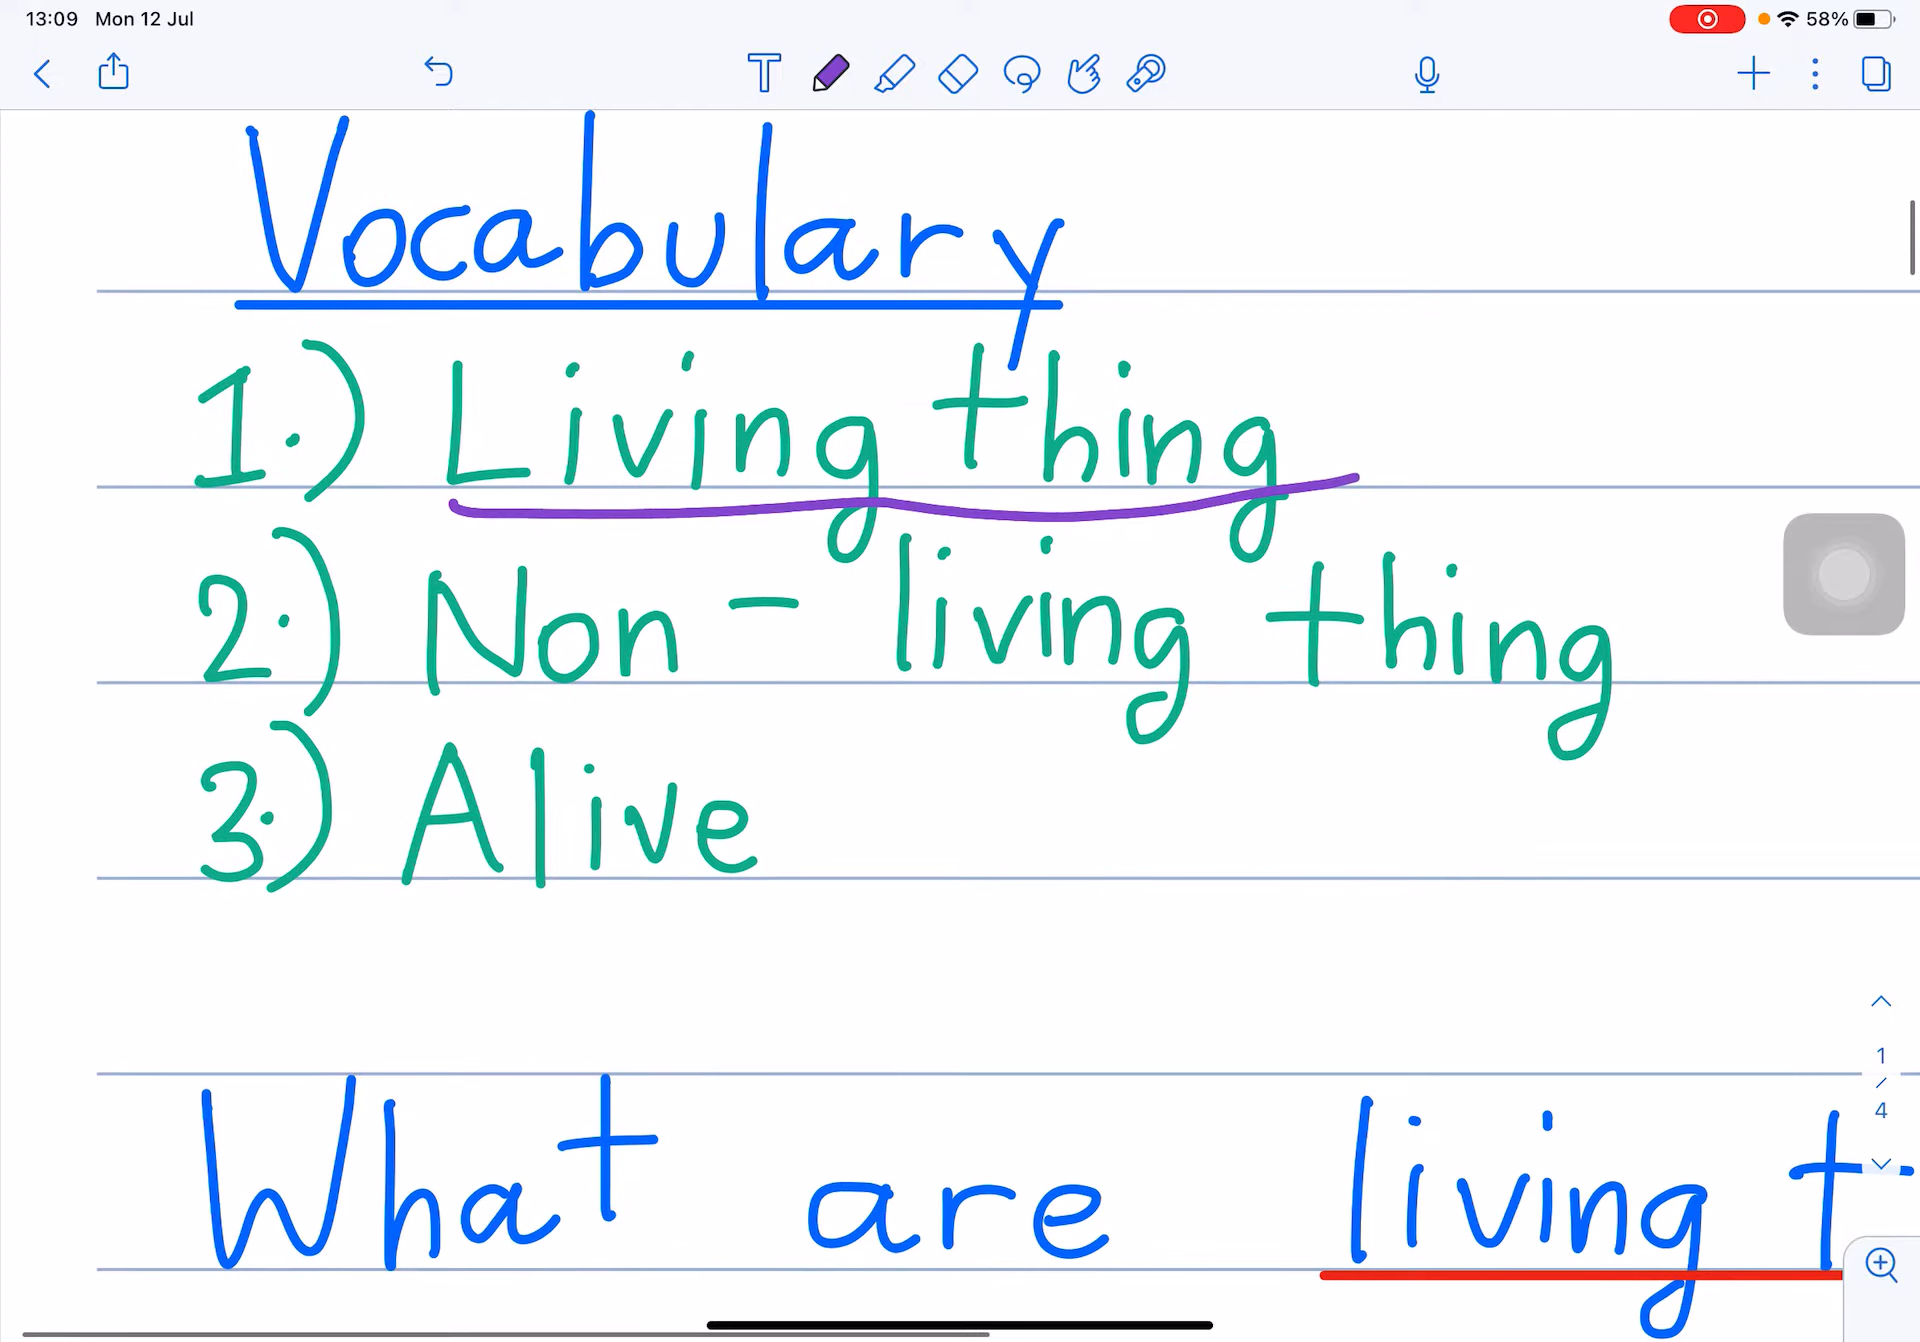 13:09 Mon 12 Jul 58%
Vocabulary
1.) Living thing
2.) Non - living thing
3.) Alive
1
/
4
What are living t